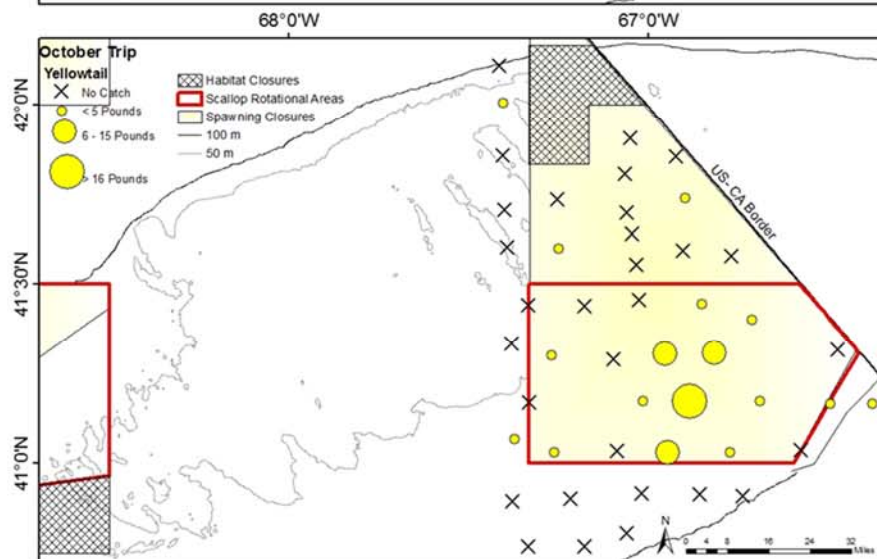 68°0'W
67°0'W
October Trip
Yellowtail
No Catch
< 5 Pounds
6 - 15 Pounds
> 16 Pounds
Habitat Closures
Scallop Rotational Areas
Spawning Closures
100 m
50 m
42°0'N
41°30'N
41°0'N
US- CA Border
N
0 4 8 16 24 32
Miles